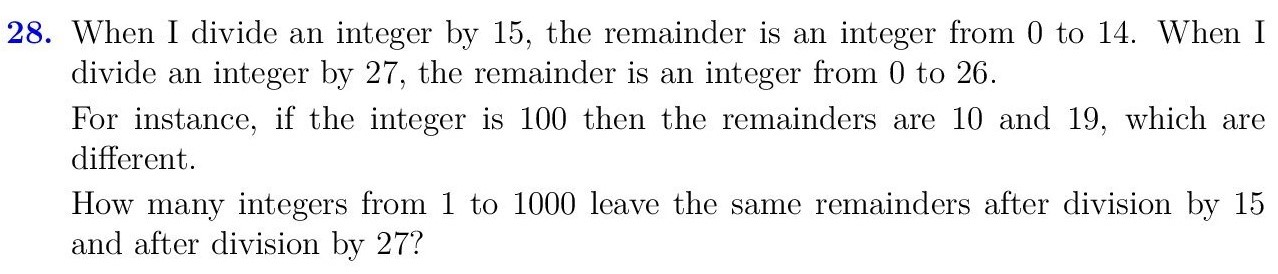 28. When I divide an integer by 15, the remainder is an integer from 0 to 14. When I
divide an integer by 27, the remainder is an integer from 0 to 26.
For instance, if the integer is 100 then the remainders are 10 and 19, which are
different.
How many integers from 1 to 1000 leave the same remainders after division by 15
and after division by 27?